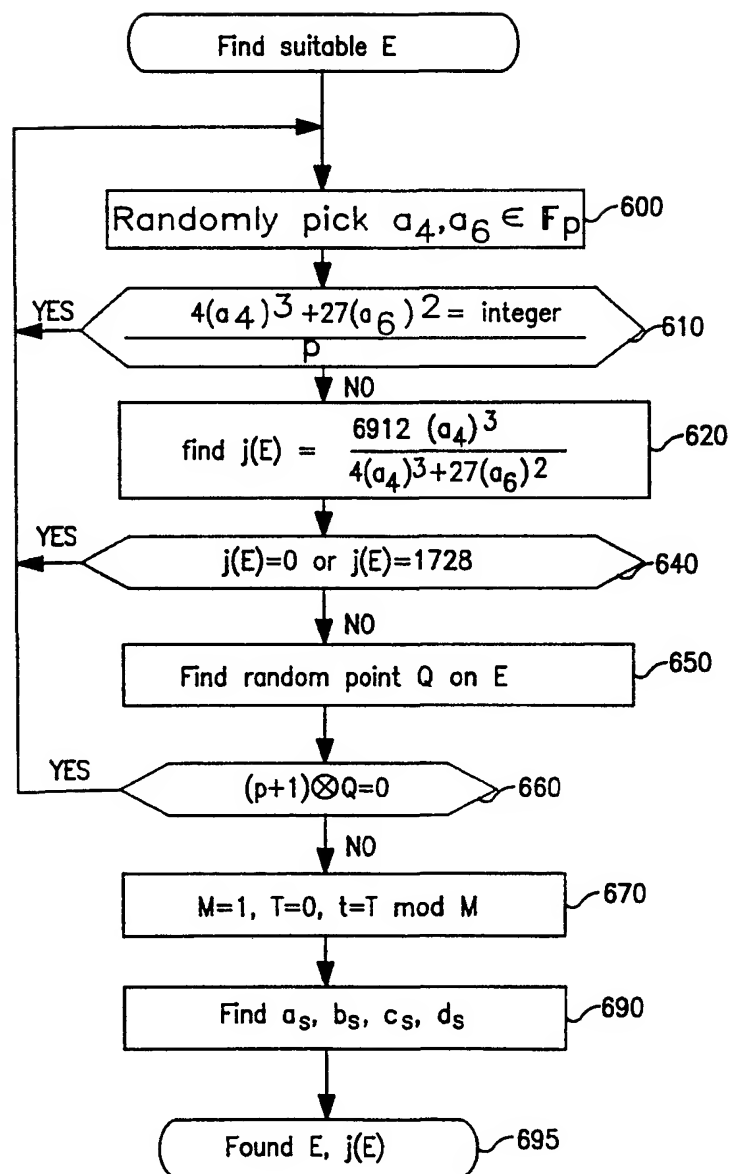 Find suitable E
Randomly pick a₄,a₆ ∈ Fₚ
600
YES
4(a₄)³+27(a₆)² = integer
p
610
NO
find j(E) = 6912 (a₄)³
4(a₄)³+27(a₆)²
620
YES
j(E)=0 or j(E)=1728
640
NO
Find random point Q on E
650
YES
(p+1)⊗Q=0
660
NO
M=1, T=0, t=T mod M
670
Find aₛ, bₛ, cₛ, dₛ
690
Found E, j(E)
695